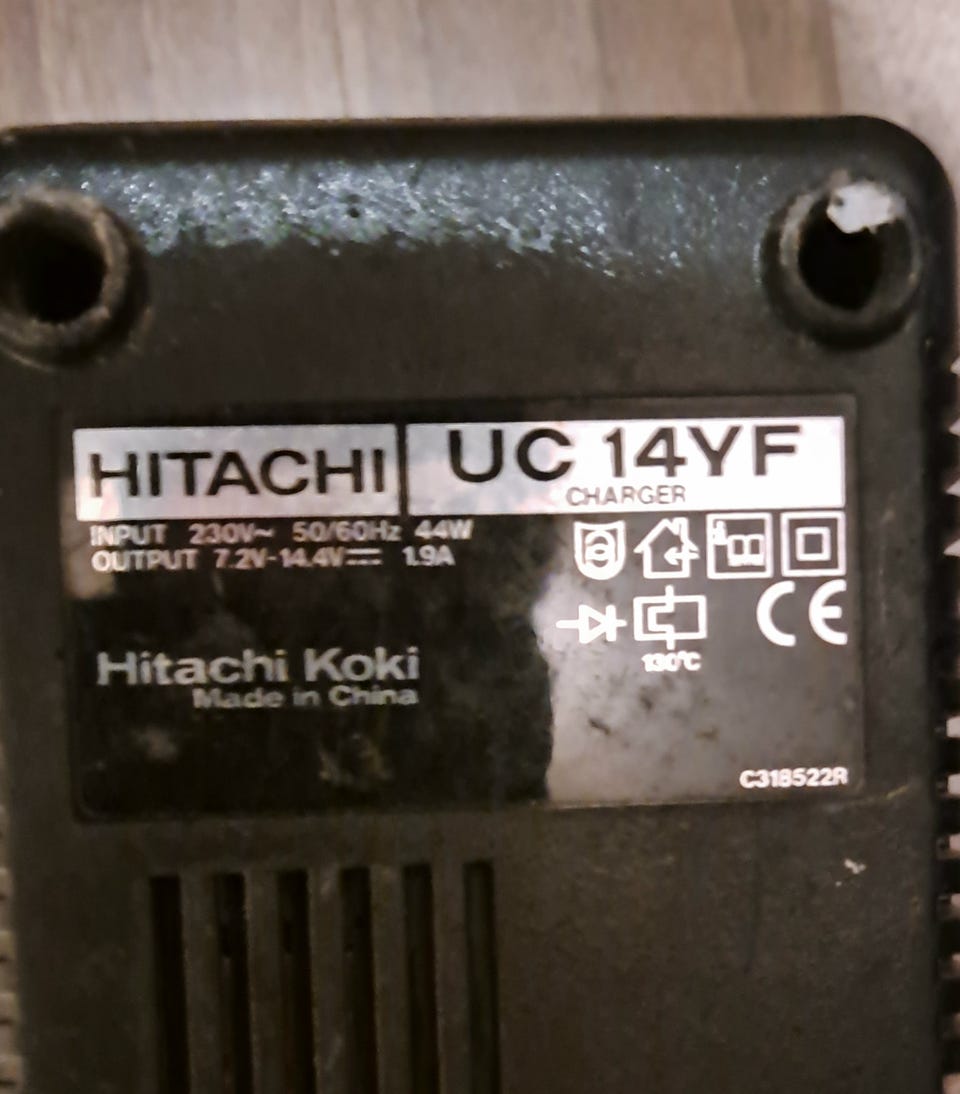 HITACHI
UC 14YF
CHARGER
INPUT 230V~ 50/60Hz 44W
OUTPUT 7.2V-14.4V⎓ 1.9A
CE
130°C
Hitachi Koki
Made in China
C318522R